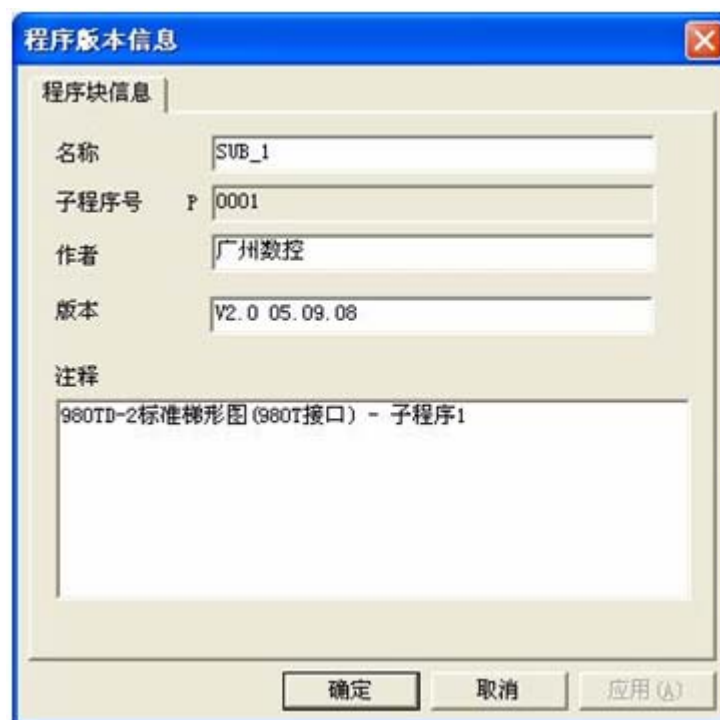 程序版本信息
程序块信息
名称 SUB_1
子程序号 P 0001
作者 广州数控
版本 V2.0 05.09.08
注释
980TD-2标准梯形图(980T接口) - 子程序1
确定 取消 应用(A)